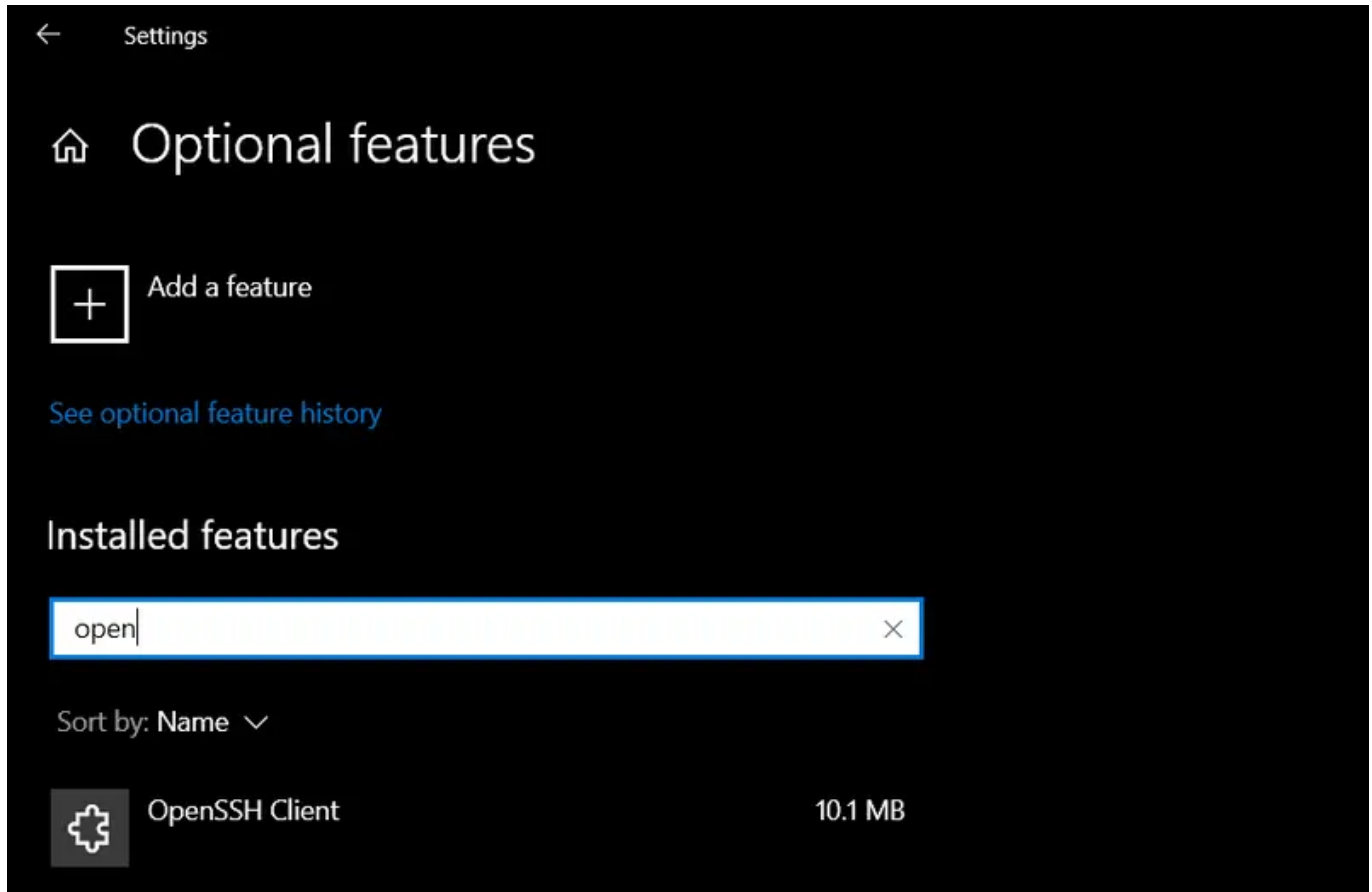 Settings
Optional features
Add a feature
See optional feature history
Installed features
open
Sort by: Name
OpenSSH Client 10.1 MB